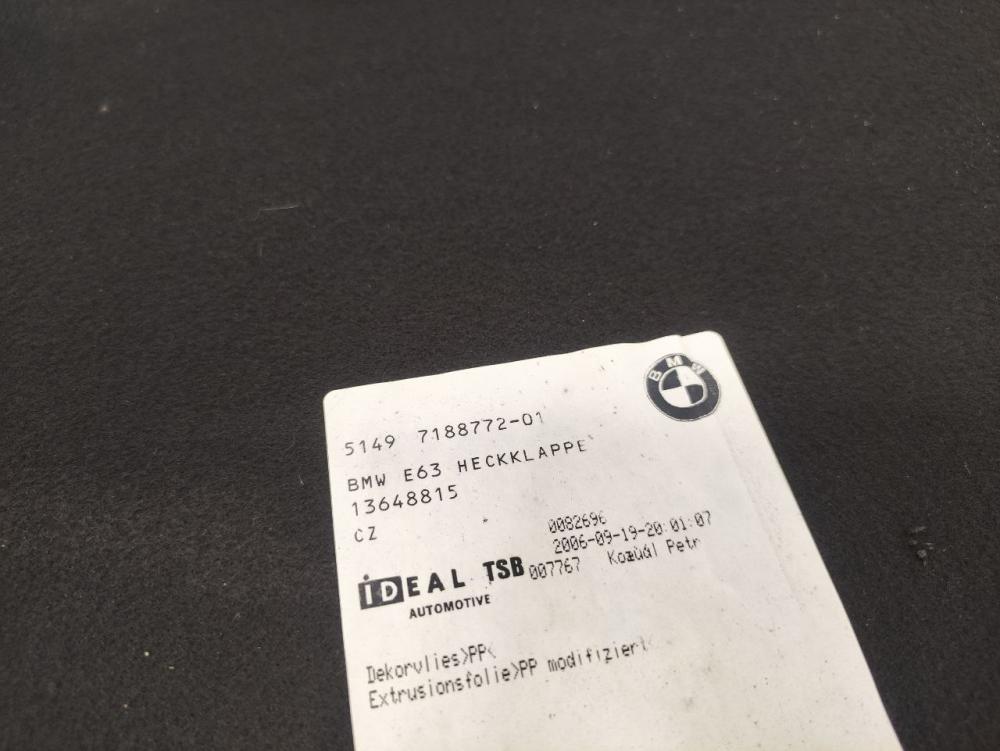 BMW
5149 7188772-01
BMW E63 HECKKLAPPE
13648815
CZ
0082696
2006-09-19-20:01:07
007767 Petr
iDEAL TSB
AUTOMOTIVE
Dekorvlies>PP<
Extrusionsfolie>PP modifiziert<